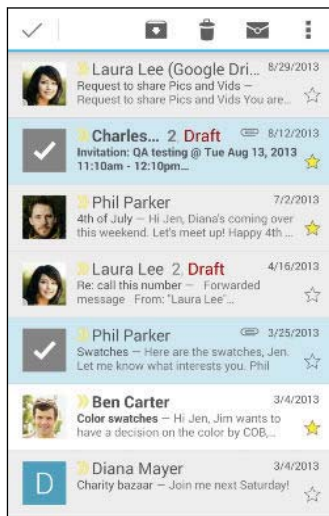 Laura Lee (Google Dri... 8/29/2013
Request to share Pics and Vids –
Request to share Pics and Vids You are...
Charles... 2, Draft 8/12/2013
Invitation: QA testing @ Tue Aug 13, 2013
11:10am - 12:10pm...
Phil Parker 7/2/2013
4th of July – Hi Jen, Diana's coming over
this weekend. Let's meet up! Happy 4th ...
Laura Lee 2, Draft 4/16/2013
Re: call this number – Forwarded
message From: "Laura Lee"...
Phil Parker 3/25/2013
Swatches – Here are the swatches, Jen.
Let me know what interests you. Phil
Ben Carter 3/4/2013
Color swatches – Hi Jen, Jim wants to
have a decision on the color by COB,...
D Diana Mayer 3/4/2013
Charity bazaar – Join me next Saturday!